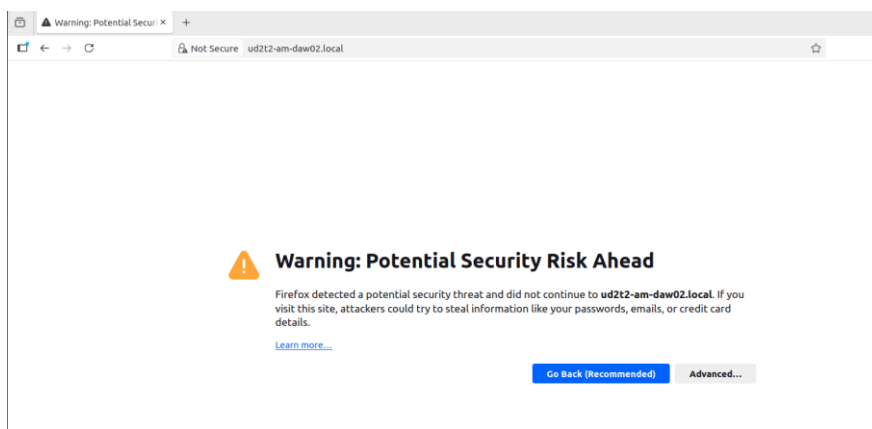 Warning: Potential Securi
Not Secure ud2t2-am-daw02.local
Warning: Potential Security Risk Ahead
Firefox detected a potential security threat and did not continue to ud2t2-am-daw02.local. If you
visit this site, attackers could try to steal information like your passwords, emails, or credit card
details.
Learn more...
Go Back (Recommended) Advanced...